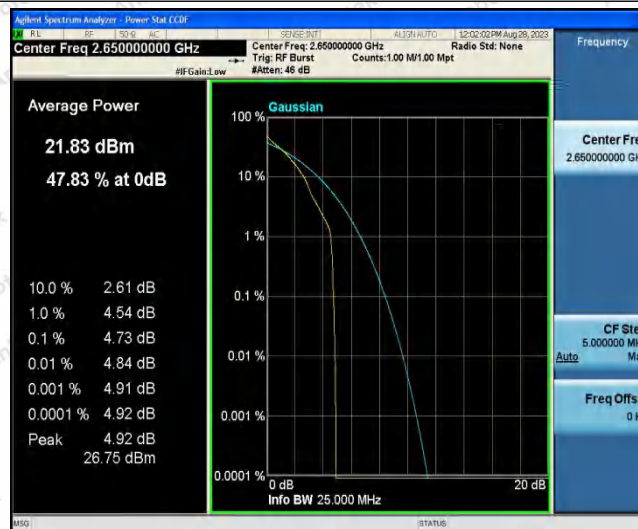 Agilent Spectrum Analyzer - Power Stat CCDF
RL RF 50 Ω AC SENSE:INT ALIGN AUTO 12:02:02 PM Aug 28, 2023
Center Freq 2.650000000 GHz
Center Freq: 2.650000000 GHz Radio Std: None
Trig: RF Burst Counts:1.00 M/1.00 Mpt
#IFGain:Low #Atten: 46 dB
Frequency
Average Power
21.83 dBm
47.83 % at 0dB
10.0 % 2.61 dB
1.0 % 4.54 dB
0.1 % 4.73 dB
0.01 % 4.84 dB
0.001 % 4.91 dB
0.0001 % 4.92 dB
Peak 4.92 dB
26.75 dBm
Gaussian
100 %
10 %
1 %
0.1 %
0.01 %
0.001 %
0.0001 %
0 dB 20 dB
Info BW 25.000 MHz
Center Fre
2.650000000 GH
CF Ste
5.000000 M
Auto Ma
Freq Offs
0 H
MSG STATUS